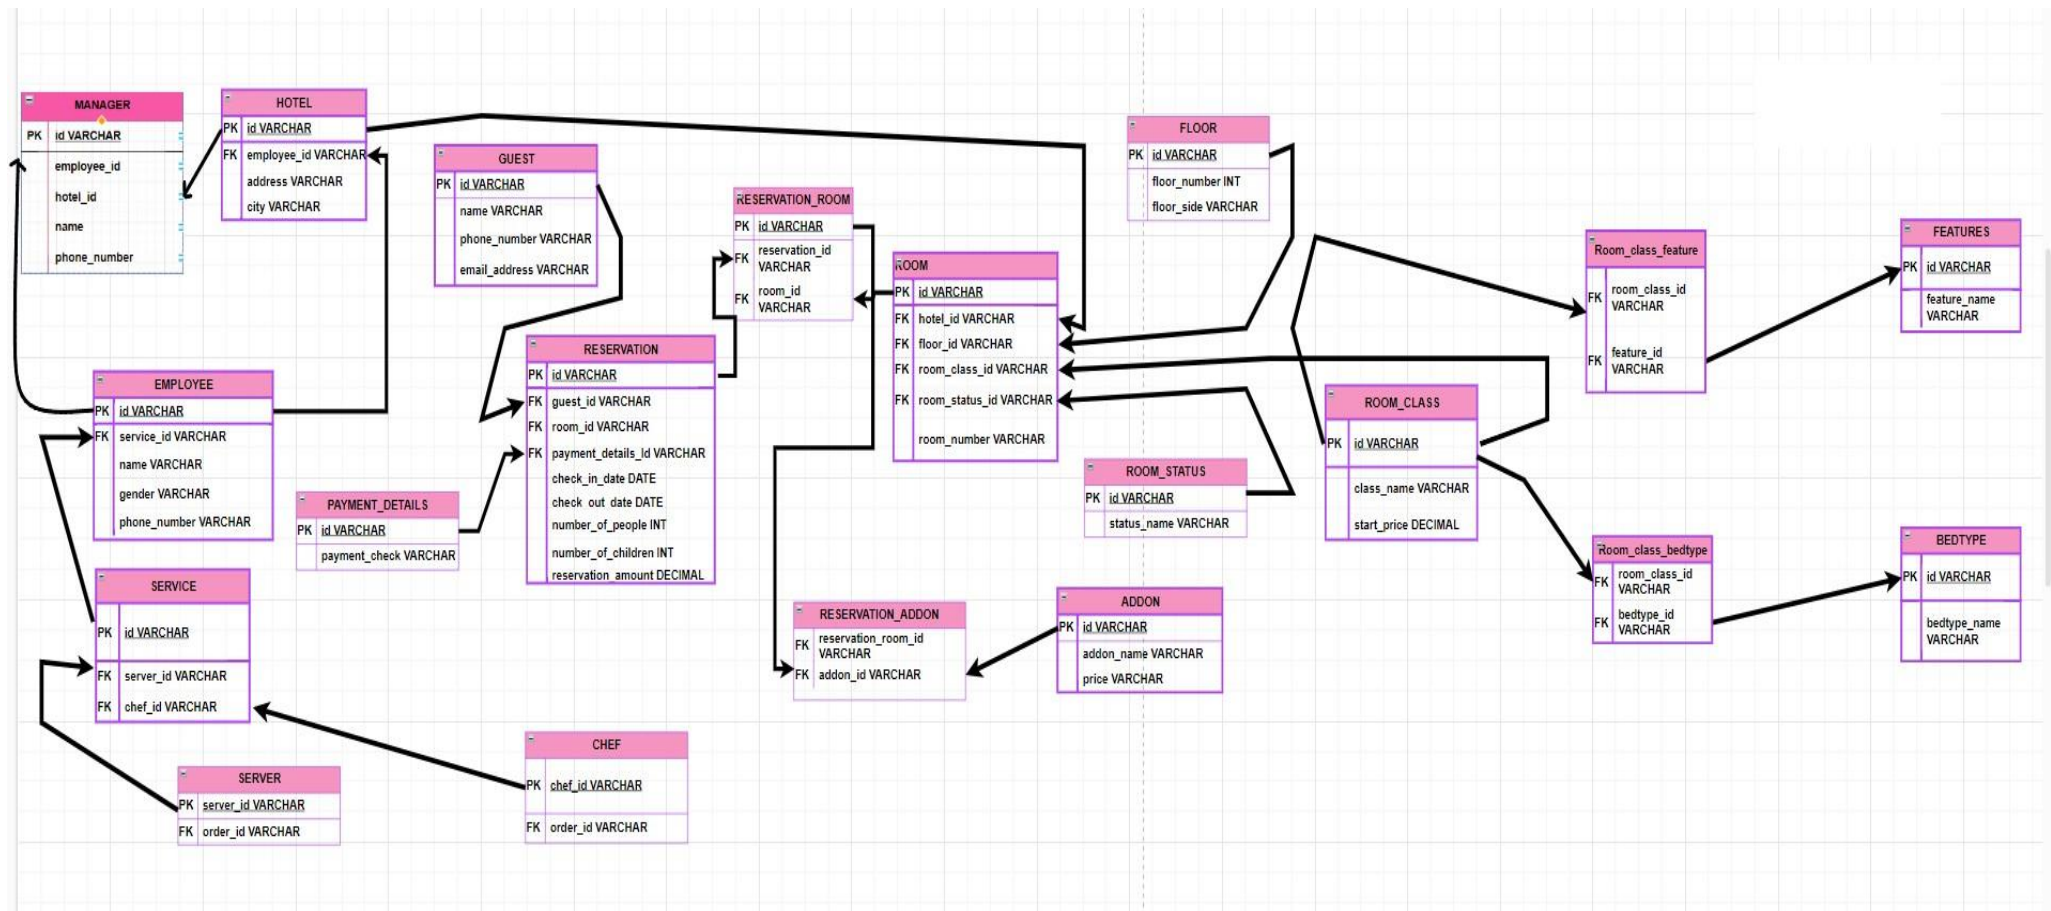 MANAGER
PK id VARCHAR
employee_id
hotel_id
name
phone_number
HOTEL
PK id VARCHAR
FK employee_id VARCHAR
address VARCHAR
city VARCHAR
GUEST
PK id VARCHAR
name VARCHAR
phone_number VARCHAR
email_address VARCHAR
RESERVATION_ROOM
PK id VARCHAR
FK reservation_id
VARCHAR
FK room_id
VARCHAR
ROOM
PK id VARCHAR
FK hotel_id VARCHAR
FK floor_id VARCHAR
FK room_class_id VARCHAR
FK room_status_id VARCHAR
room_number VARCHAR
FLOOR
PK id VARCHAR
floor_number INT
floor_side VARCHAR
Room_class_feature
FK room_class_id
VARCHAR
FK feature_id
VARCHAR
FEATURES
PK id VARCHAR
feature_name
VARCHAR
EMPLOYEE
PK id VARCHAR
FK service_id VARCHAR
name VARCHAR
gender VARCHAR
phone_number VARCHAR
PAYMENT_DETAILS
PK id VARCHAR
payment_check VARCHAR
RESERVATION
PK id VARCHAR
FK guest_id VARCHAR
FK room_id VARCHAR
FK payment_details_Id VARCHAR
check_in_date DATE
check_out_date DATE
number_of_people INT
number_of_children INT
reservation_amount DECIMAL
ROOM_STATUS
PK id VARCHAR
status_name VARCHAR
ROOM_CLASS
PK id VARCHAR
class_name VARCHAR
start_price DECIMAL
Room_class_bedtype
FK room_class_id
VARCHAR
FK bedtype_id
VARCHAR
BEDTYPE
PK id VARCHAR
bedtype_name
VARCHAR
SERVICE
PK id VARCHAR
FK server_id VARCHAR
FK chef_id VARCHAR
RESERVATION_ADDON
FK reservation_room_id
VARCHAR
FK addon_id VARCHAR
ADDON
PK id VARCHAR
addon_name VARCHAR
price VARCHAR
SERVER
PK server_id VARCHAR
FK order_id VARCHAR
CHEF
PK chef_id VARCHAR
FK order_id VARCHAR